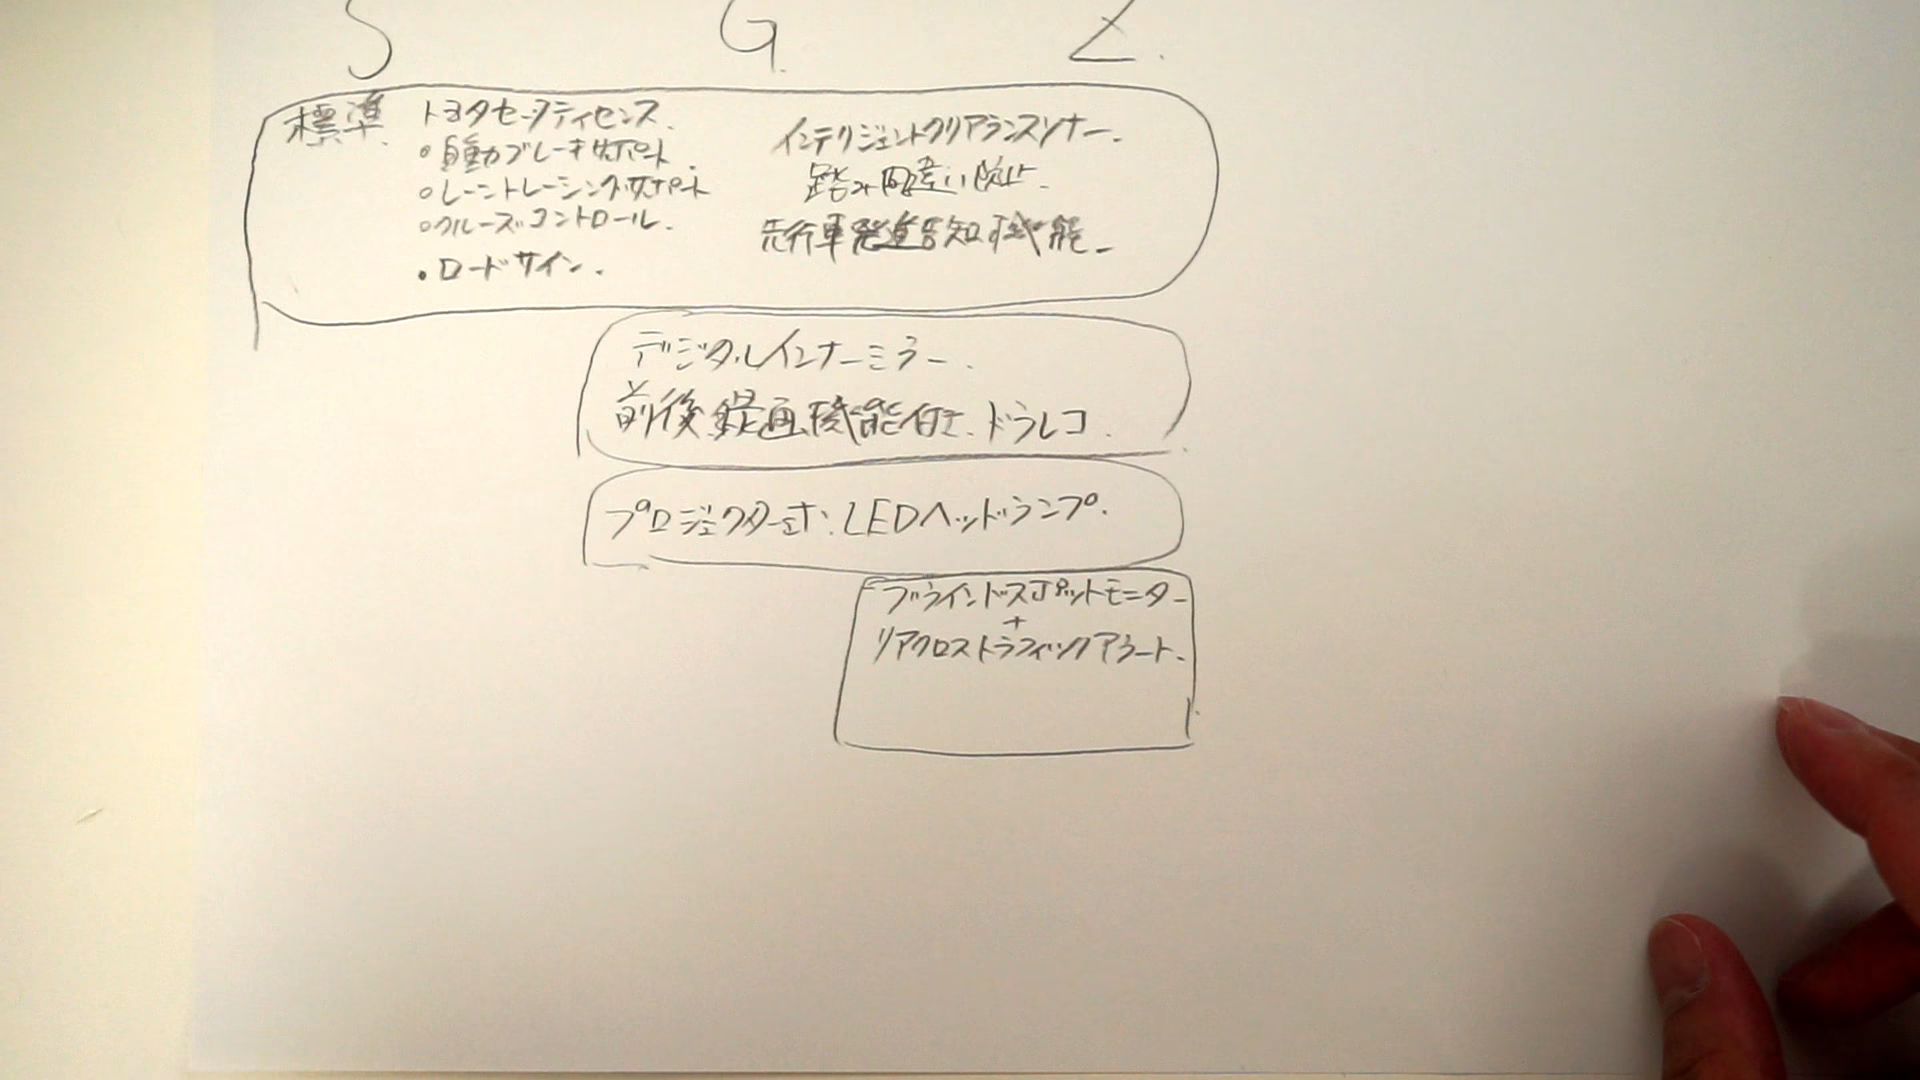 S G. Z.
標準.
トヨタセーフティセンス.
○自動ブレーキサポート.
○レーントレーシングサポート
○クルーズコントロール.
・ロードサイン.
インテリジェントクリアランスソナー.
踏み間違い防止.
先行車発進告知機能_
デジタルインナーミラー.
前後録画機能付き.ドラレコ.
プロジェクター式.LEDヘッドランプ.
ブラインドスポットモニター
+
リアクロストラフィックアラート.